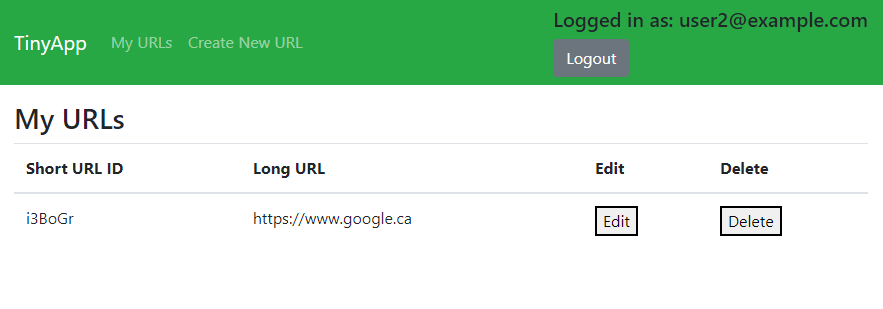 Logged in as: user2@example.com
TinyApp My URLs Create New URL
Logout
My URLs
Short URL ID Long URL Edit Delete
i3BoGr https://www.google.ca Edit Delete